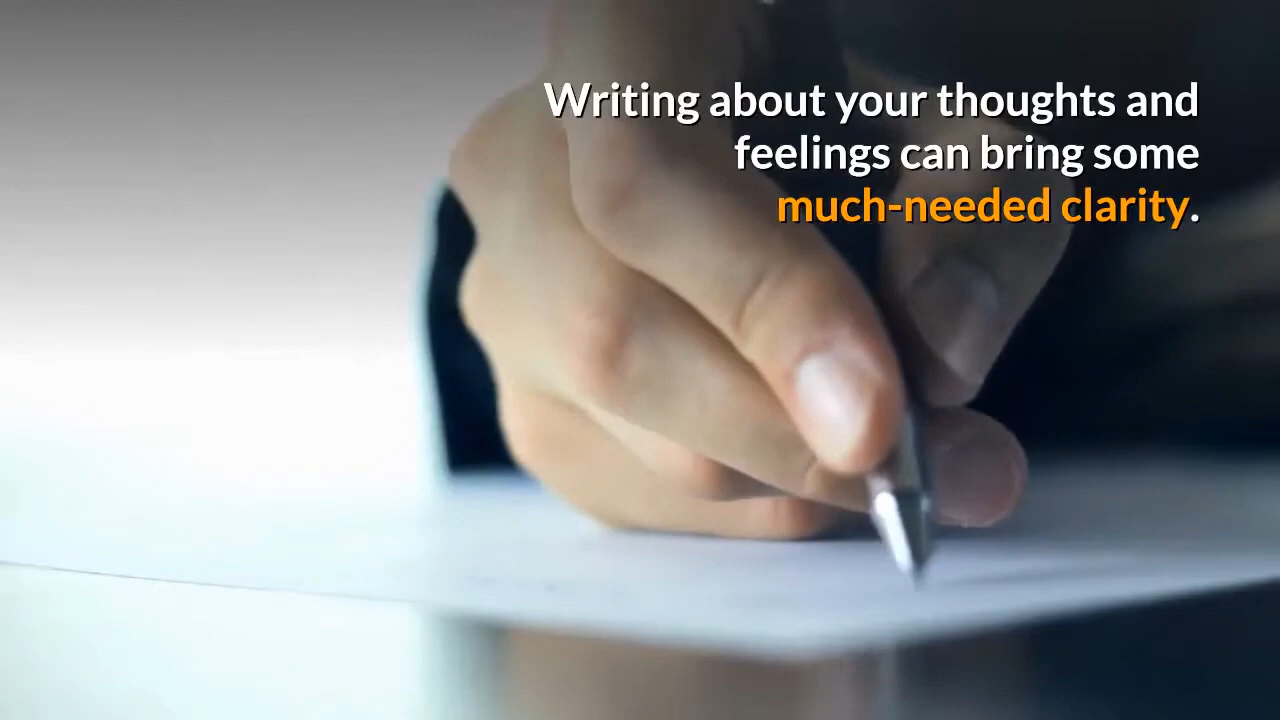 Writing about your thoughts and
feelings can bring some
much-needed clarity.